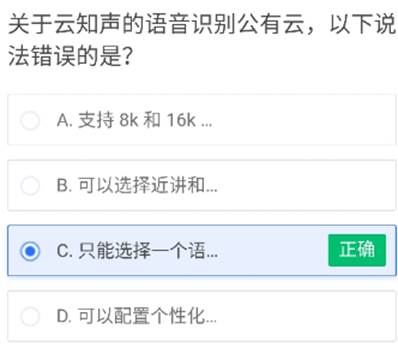 关于云知声的语音识别公有云，以下说
法错误的是？
A. 支持 8k 和 16k ...
B. 可以选择近讲和...
C. 只能选择一个语...
正确
D. 可以配置个性化...